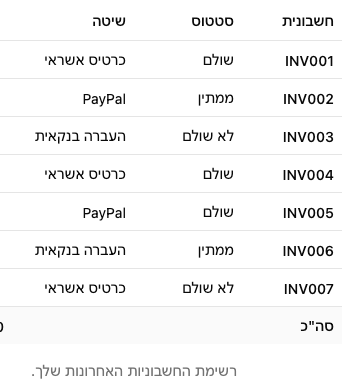 חשבונית סטטוס שיטה
INV001 שולם כרטיס אשראי
INV002 ממתין PayPal
INV003 לא שולם העברה בנקאית
INV004 שולם כרטיס אשראי
INV005 שולם PayPal
INV006 ממתין העברה בנקאית
INV007 לא שולם כרטיס אשראי
סה"כ
רשימת החשבוניות האחרונות שלך.